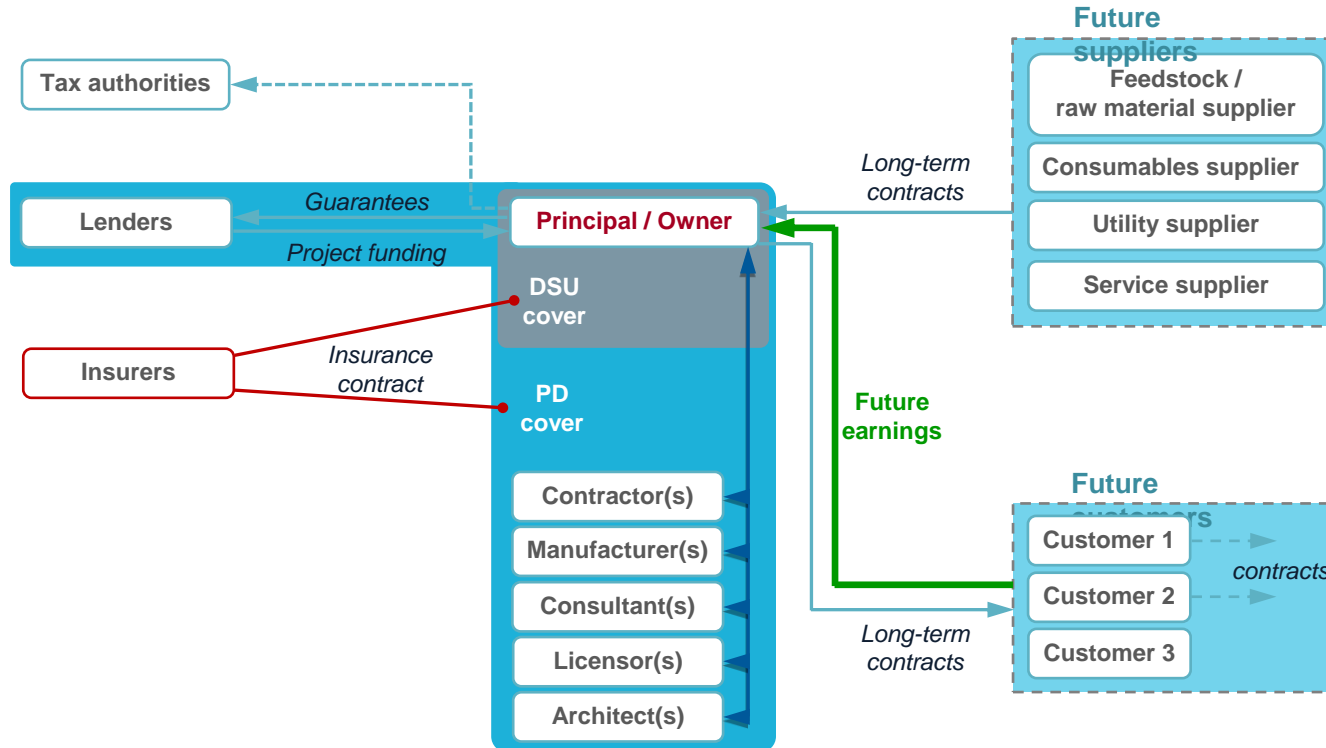 Future
suppliers
Tax authorities
Feedstock /
raw material supplier
Long-term
contracts
Consumables supplier
Guarantees
Lenders
Principal / Owner
Utility supplier
Project funding
DSU
cover
Service supplier
Insurers
Insurance
contract
PD
cover
Future
earnings
Contractor(s)
Future
customers
Manufacturer(s)
Customer 1
contracts
Consultant(s)
Customer 2
Long-term
contracts
Licensor(s)
Customer 3
Architect(s)